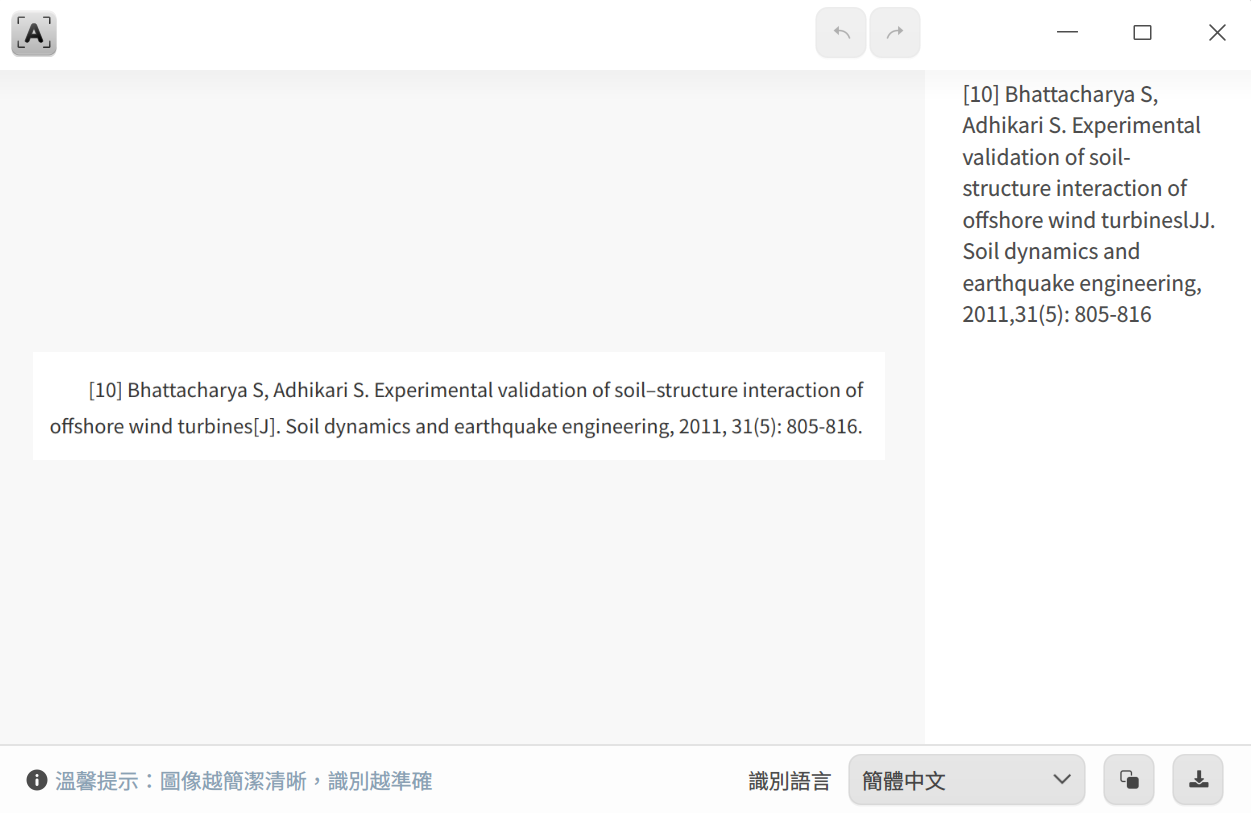 A
[10] Bhattacharya S, Adhikari S. Experimental validation of soil–structure interaction of
offshore wind turbines[J]. Soil dynamics and earthquake engineering, 2011, 31(5): 805-816.
[10] Bhattacharya S,
Adhikari S. Experimental
validation of soil-
structure interaction of
offshore wind turbineslJJ.
Soil dynamics and
earthquake engineering,
2011,31(5): 805-816
溫馨提示：圖像越簡潔清晰，識別越準確
識別語言
簡體中文